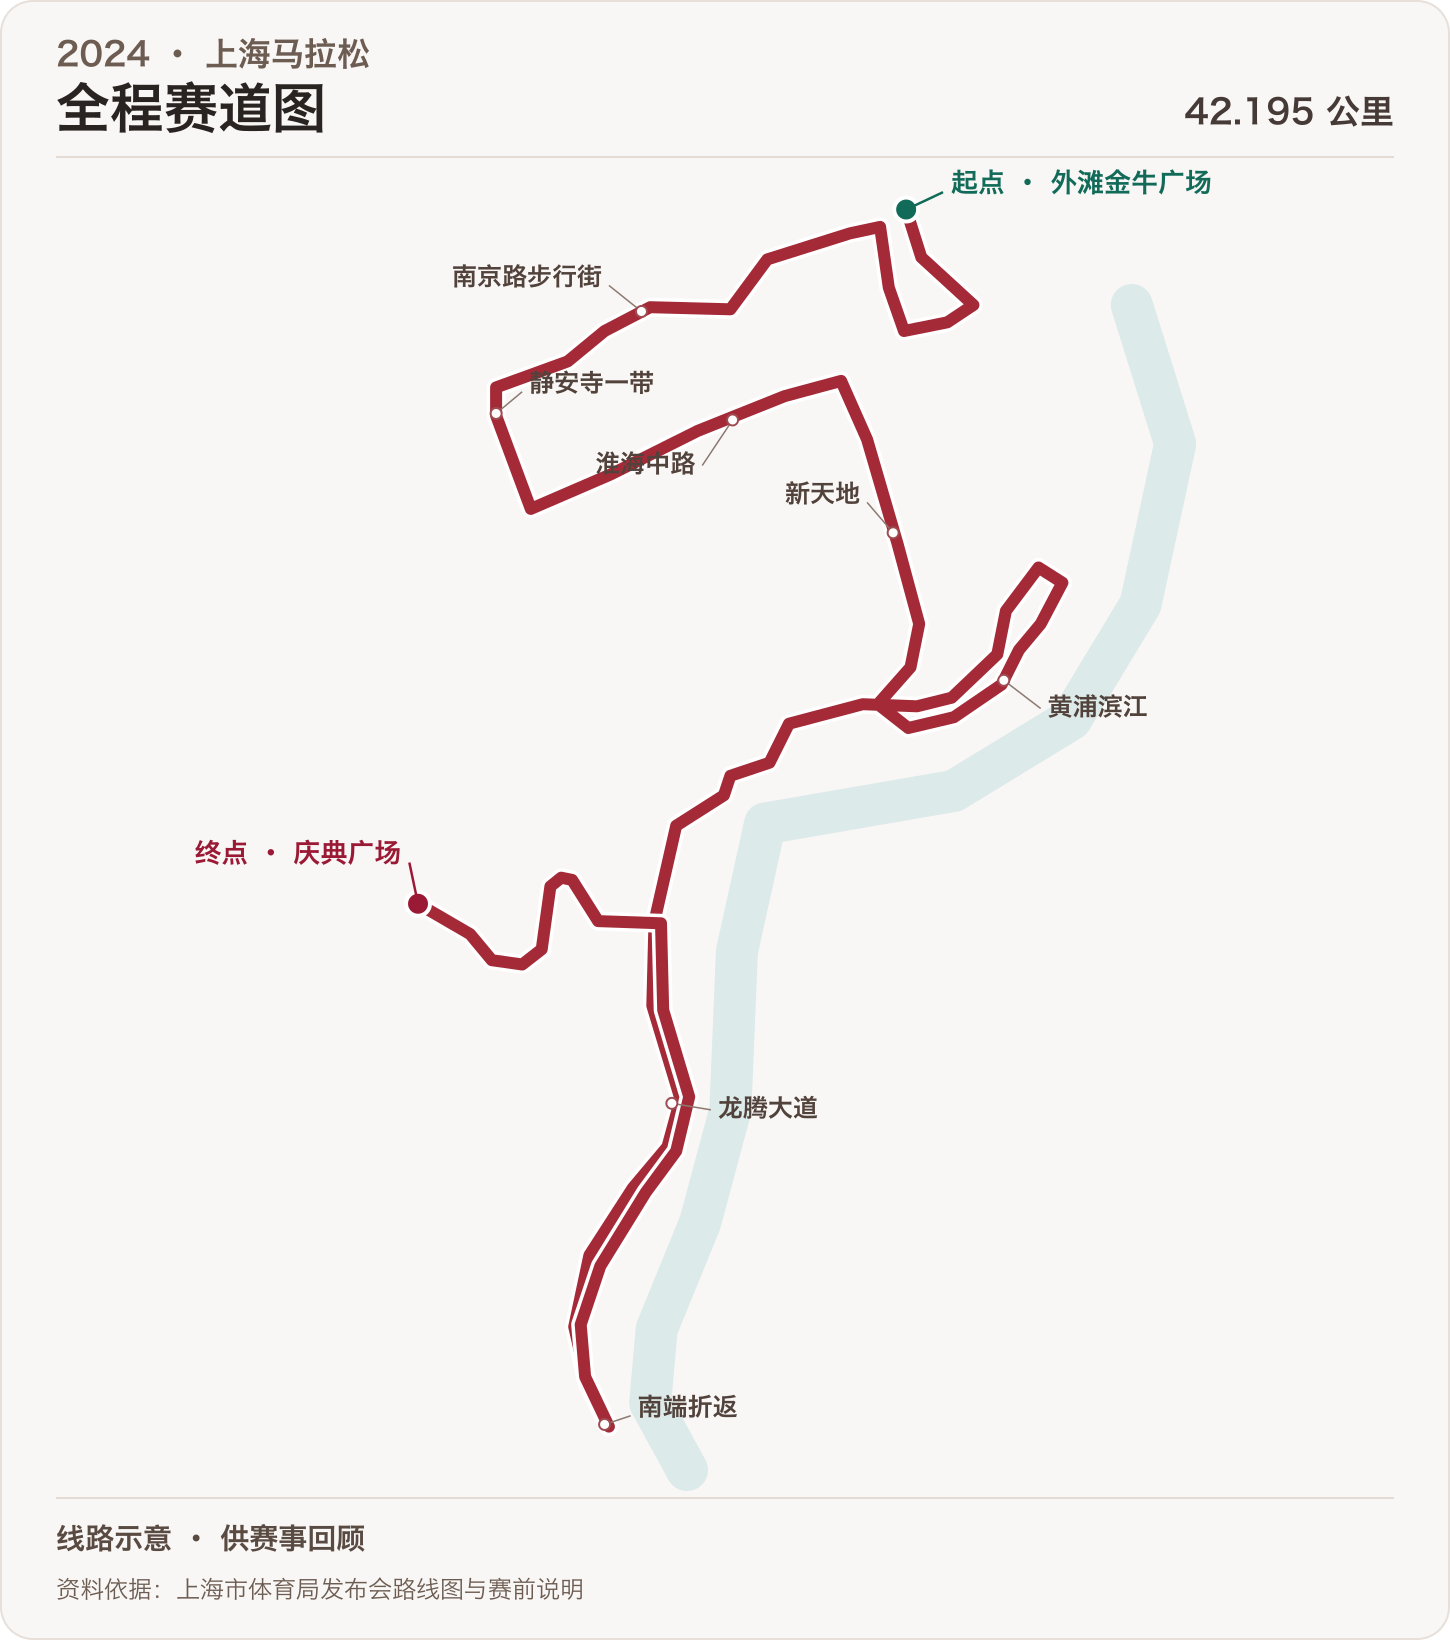 2024 · 上海马拉松
全程赛道图
42.195 公里
起点 · 外滩金牛广场
南京路步行街
静安寺一带
淮海中路
新天地
黄浦滨江
终点 · 庆典广场
龙腾大道
南端折返
线路示意 · 供赛事回顾
资料依据：上海市体育局发布会路线图与赛前说明